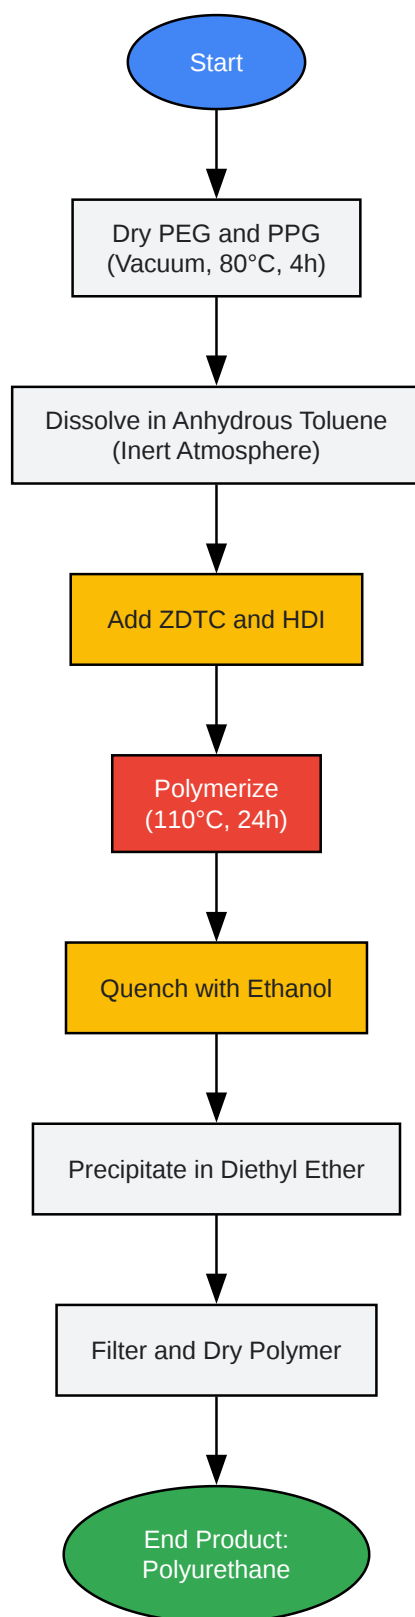 Start
Dry PEG and PPG
(Vacuum, 80°C, 4h)
Dissolve in Anhydrous Toluene
(Inert Atmosphere)
Add ZDTC and HDI
Polymerize
(110°C, 24h)
Quench with Ethanol
Precipitate in Diethyl Ether
Filter and Dry Polymer
End Product:
Polyurethane